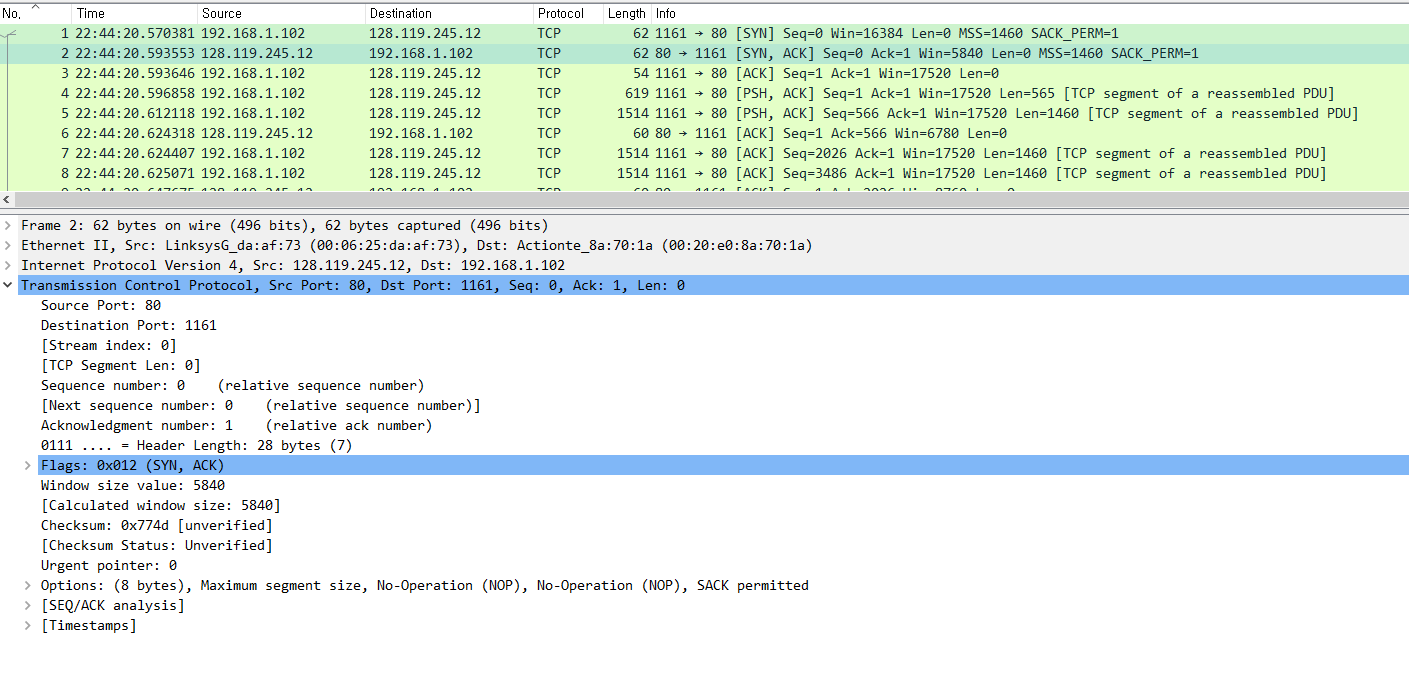 No. Time Source Destination Protocol Length Info
1 22:44:20.570381 192.168.1.102 128.119.245.12 TCP 62 1161 → 80 [SYN] Seq=0 Win=16384 Len=0 MSS=1460 SACK_PERM=1
2 22:44:20.593553 128.119.245.12 192.168.1.102 TCP 62 80 → 1161 [SYN, ACK] Seq=0 Ack=1 Win=5840 Len=0 MSS=1460 SACK_PERM=1
3 22:44:20.593646 192.168.1.102 128.119.245.12 TCP 54 1161 → 80 [ACK] Seq=1 Ack=1 Win=17520 Len=0
4 22:44:20.596858 192.168.1.102 128.119.245.12 TCP 619 1161 → 80 [PSH, ACK] Seq=1 Ack=1 Win=17520 Len=565 [TCP segment of a reassembled PDU]
5 22:44:20.612118 192.168.1.102 128.119.245.12 TCP 1514 1161 → 80 [PSH, ACK] Seq=566 Ack=1 Win=17520 Len=1460 [TCP segment of a reassembled PDU]
6 22:44:20.624318 128.119.245.12 192.168.1.102 TCP 60 80 → 1161 [ACK] Seq=1 Ack=566 Win=6780 Len=0
7 22:44:20.624407 192.168.1.102 128.119.245.12 TCP 1514 1161 → 80 [ACK] Seq=2026 Ack=1 Win=17520 Len=1460 [TCP segment of a reassembled PDU]
8 22:44:20.625071 192.168.1.102 128.119.245.12 TCP 1514 1161 → 80 [ACK] Seq=3486 Ack=1 Win=17520 Len=1460 [TCP segment of a reassembled PDU]
Frame 2: 62 bytes on wire (496 bits), 62 bytes captured (496 bits)
Ethernet II, Src: LinksysG_da:af:73 (00:06:25:da:af:73), Dst: Actionte_8a:70:1a (00:20:e0:8a:70:1a)
Internet Protocol Version 4, Src: 128.119.245.12, Dst: 192.168.1.102
Transmission Control Protocol, Src Port: 80, Dst Port: 1161, Seq: 0, Ack: 1, Len: 0
Source Port: 80
Destination Port: 1161
[Stream index: 0]
[TCP Segment Len: 0]
Sequence number: 0 (relative sequence number)
[Next sequence number: 0 (relative sequence number)]
Acknowledgment number: 1 (relative ack number)
0111 .... = Header Length: 28 bytes (7)
Flags: 0x012 (SYN, ACK)
Window size value: 5840
[Calculated window size: 5840]
Checksum: 0x774d [unverified]
[Checksum Status: Unverified]
Urgent pointer: 0
Options: (8 bytes), Maximum segment size, No-Operation (NOP), No-Operation (NOP), SACK permitted
[SEQ/ACK analysis]
[Timestamps]